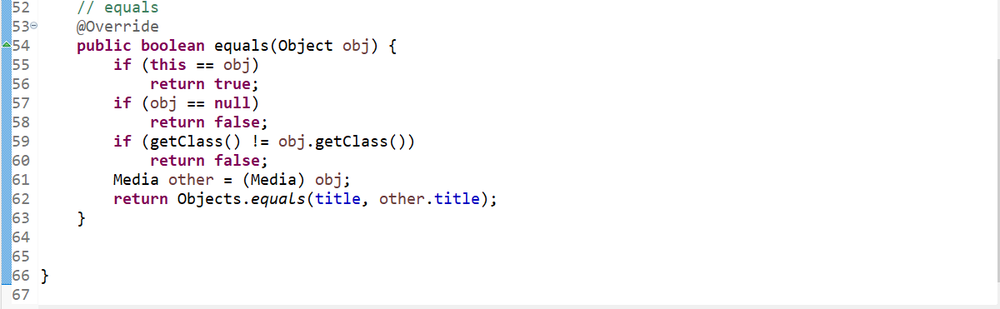 52 // equals
53 @Override
54 public boolean equals(Object obj) {
55 if (this == obj)
56 return true;
57 if (obj == null)
58 return false;
59 if (getClass() != obj.getClass())
60 return false;
61 Media other = (Media) obj;
62 return Objects.equals(title, other.title);
63 }
64
65
66 }
67